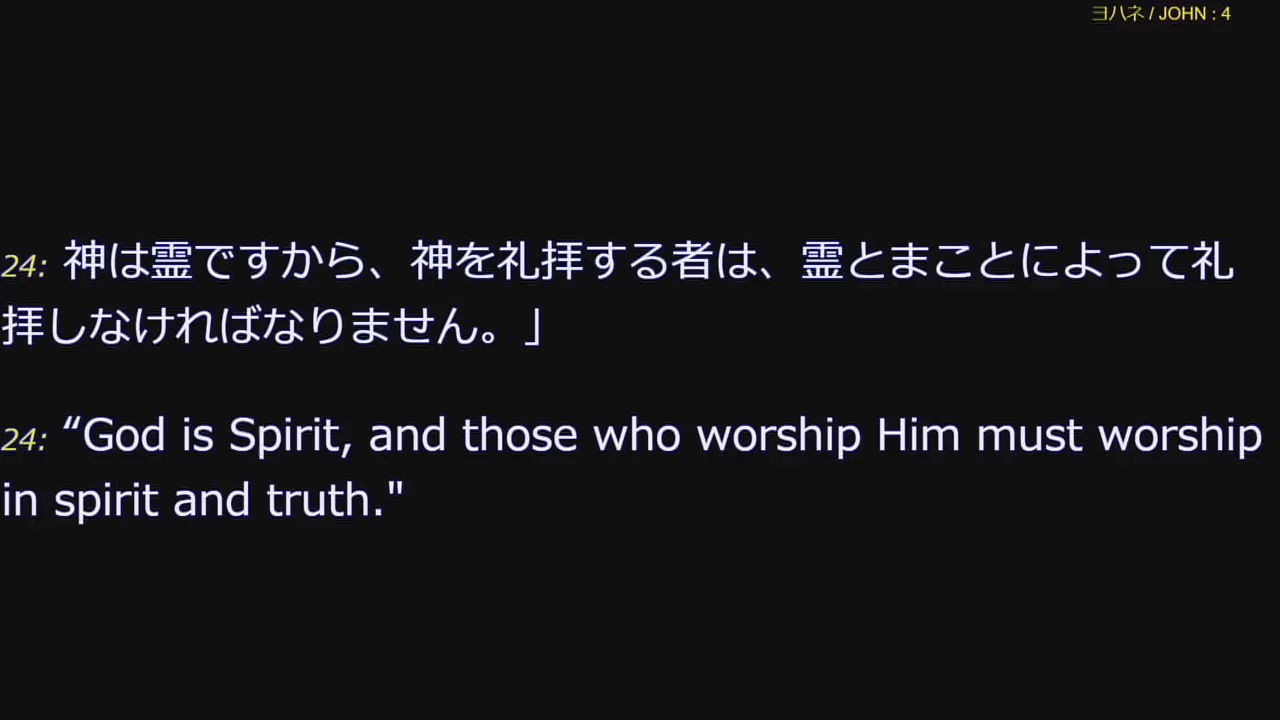 ヨハネ / JOHN : 4
24: 神は霊ですから、神を礼拝する者は、霊とまことによって礼
拝しなければなりません。」
24: “God is Spirit, and those who worship Him must worship
in spirit and truth."